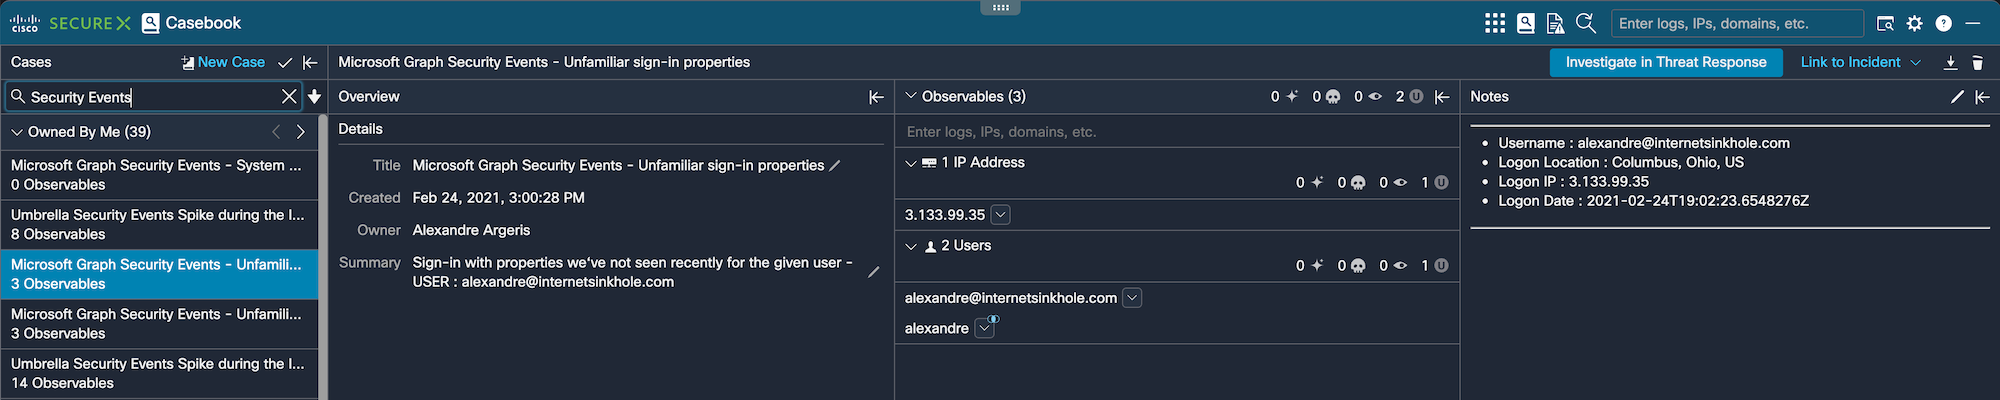 cisco SECUREX Casebook
Enter logs, IPs, domains, etc.
Cases
New Case
Microsoft Graph Security Events - Unfamiliar sign-in properties
Investigate in Threat Response
Link to Incident
Security Events
Owned By Me (39)
Microsoft Graph Security Events - System ...
0 Observables
Umbrella Security Events Spike during the l...
8 Observables
Microsoft Graph Security Events - Unfamili...
3 Observables
Microsoft Graph Security Events - Unfamili...
3 Observables
Umbrella Security Events Spike during the l...
14 Observables
Overview
Details
Title Microsoft Graph Security Events - Unfamiliar sign-in properties
Created Feb 24, 2021, 3:00:28 PM
Owner Alexandre Argeris
Summary Sign-in with properties we've not seen recently for the given user -
USER : alexandre@internetsinkhole.com
Observables (3) 0 0 0 2 U
Enter logs, IPs, domains, etc.
1 IP Address
0 0 0 1 U
3.133.99.35
2 Users
0 0 0 1 U
alexandre@internetsinkhole.com
alexandre
Notes
• Username : alexandre@internetsinkhole.com
• Logon Location : Columbus, Ohio, US
• Logon IP : 3.133.99.35
• Logon Date : 2021-02-24T19:02:23.6548276Z